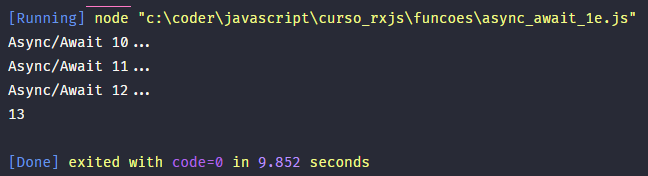 [Running] node "c:\coder\javascript\curso_rxjs\funcoes\async_await_1e.js"
Async/Await 10...
Async/Await 11...
Async/Await 12...
13
[Done] exited with code=0 in 9.852 seconds